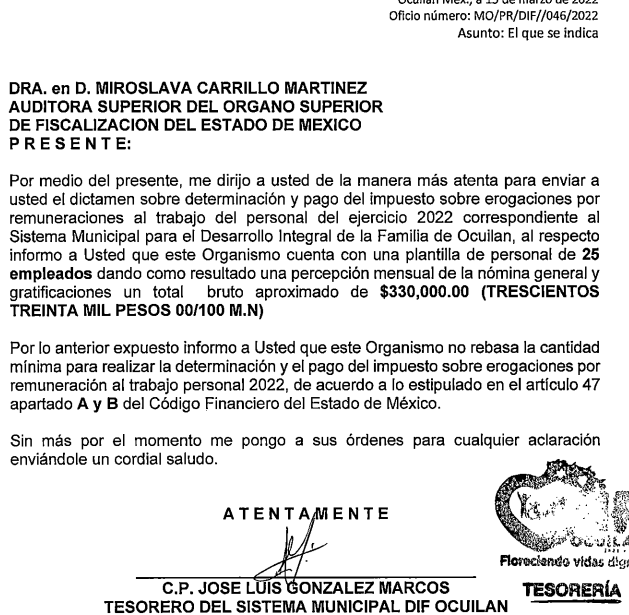 Ocuilan Mex., a 15 de marzo de 2022
Oficio número: MO/PR/DIF//046/2022
Asunto: El que se indica
DRA. en D. MIROSLAVA CARRILLO MARTINEZ
AUDITORA SUPERIOR DEL ORGANO SUPERIOR
DE FISCALIZACION DEL ESTADO DE MEXICO
P R E S E N T E:
Por medio del presente, me dirijo a usted de la manera más atenta para enviar a
usted el dictamen sobre determinación y pago del impuesto sobre erogaciones por
remuneraciones al trabajo del personal del ejercicio 2022 correspondiente al
Sistema Municipal para el Desarrollo Integral de la Familia de Ocuilan, al respecto
informo a Usted que este Organismo cuenta con una plantilla de personal de 25
empleados dando como resultado una percepción mensual de la nómina general y
gratificaciones un total bruto aproximado de $330,000.00 (TRESCIENTOS
TREINTA MIL PESOS 00/100 M.N)
Por lo anterior expuesto informo a Usted que este Organismo no rebasa la cantidad
mínima para realizar la determinación y el pago del impuesto sobre erogaciones por
remuneración al trabajo personal 2022, de acuerdo a lo estipulado en el artículo 47
apartado A y B del Código Financiero del Estado de México.
Sin más por el momento me pongo a sus órdenes para cualquier aclaración
enviándole un cordial saludo.
A T E N T A M E N T E
OCUILA
Floreciendo vidas dig
C.P. JOSE LUIS GONZALEZ MARCOS
TESORERÍA
TESORERO DEL SISTEMA MUNICIPAL DIF OCUILAN